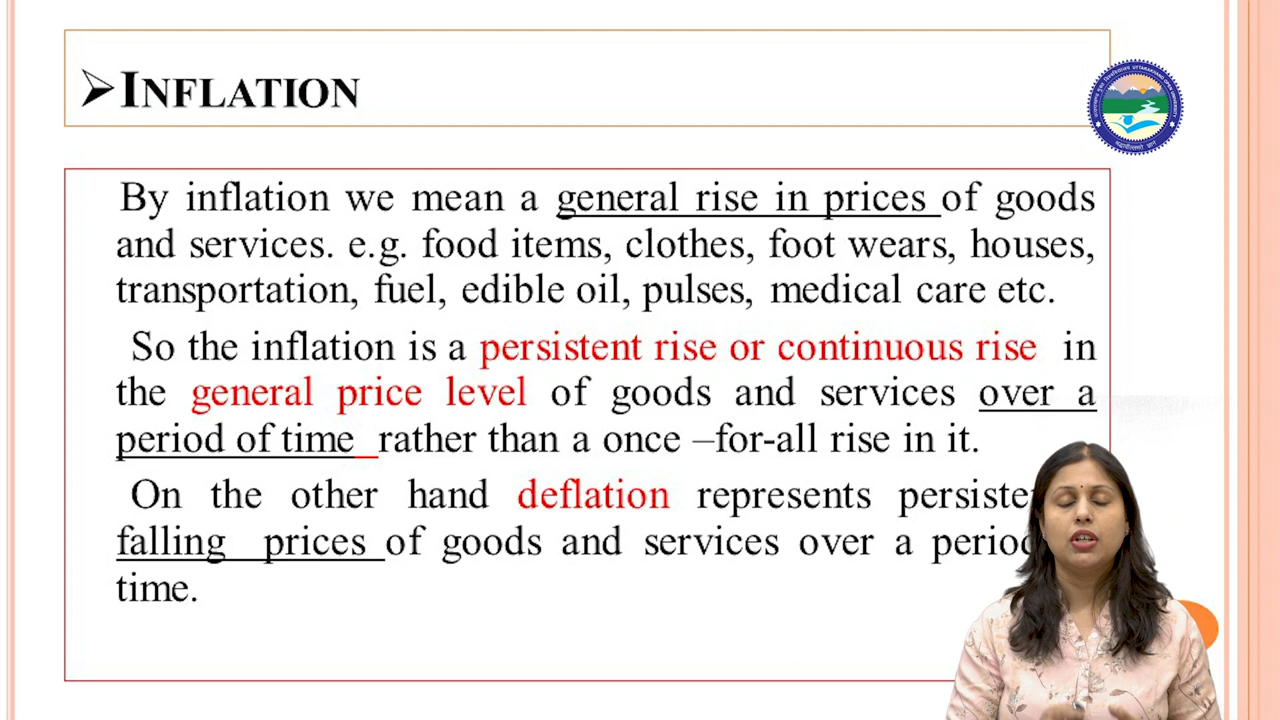 ➢INFLATION
By inflation we mean a general rise in prices of goods
and services. e.g. food items, clothes, foot wears, houses,
transportation, fuel, edible oil, pulses, medical care etc.
So the inflation is a persistent rise or continuous rise in
the general price level of goods and services over a
period of time rather than a once –for-all rise in it.
On the other hand deflation represents
falling prices of goods and services over a
time.